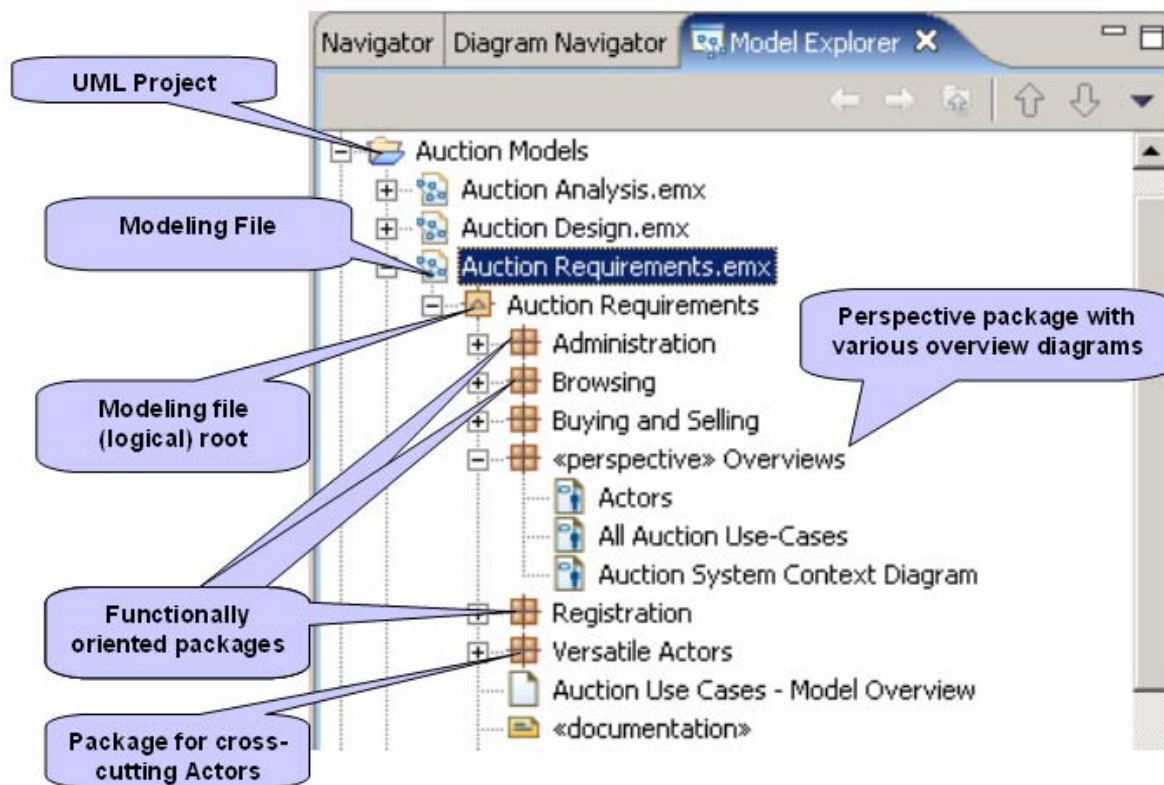 Navigator
Diagram Navigator
Model Explorer
UML Project
Auction Models
Auction Analysis.emx
Modeling File
Auction Design.emx
Auction Requirements.emx
Auction Requirements
Perspective package with
various overview diagrams
Administration
Browsing
Modeling file
(logical) root
Buying and Selling
«perspective» Overviews
Actors
All Auction Use-Cases
Auction System Context Diagram
Functionally
oriented packages
Registration
Versatile Actors
Auction Use Cases - Model Overview
Package for cross-
cutting Actors
«documentation»